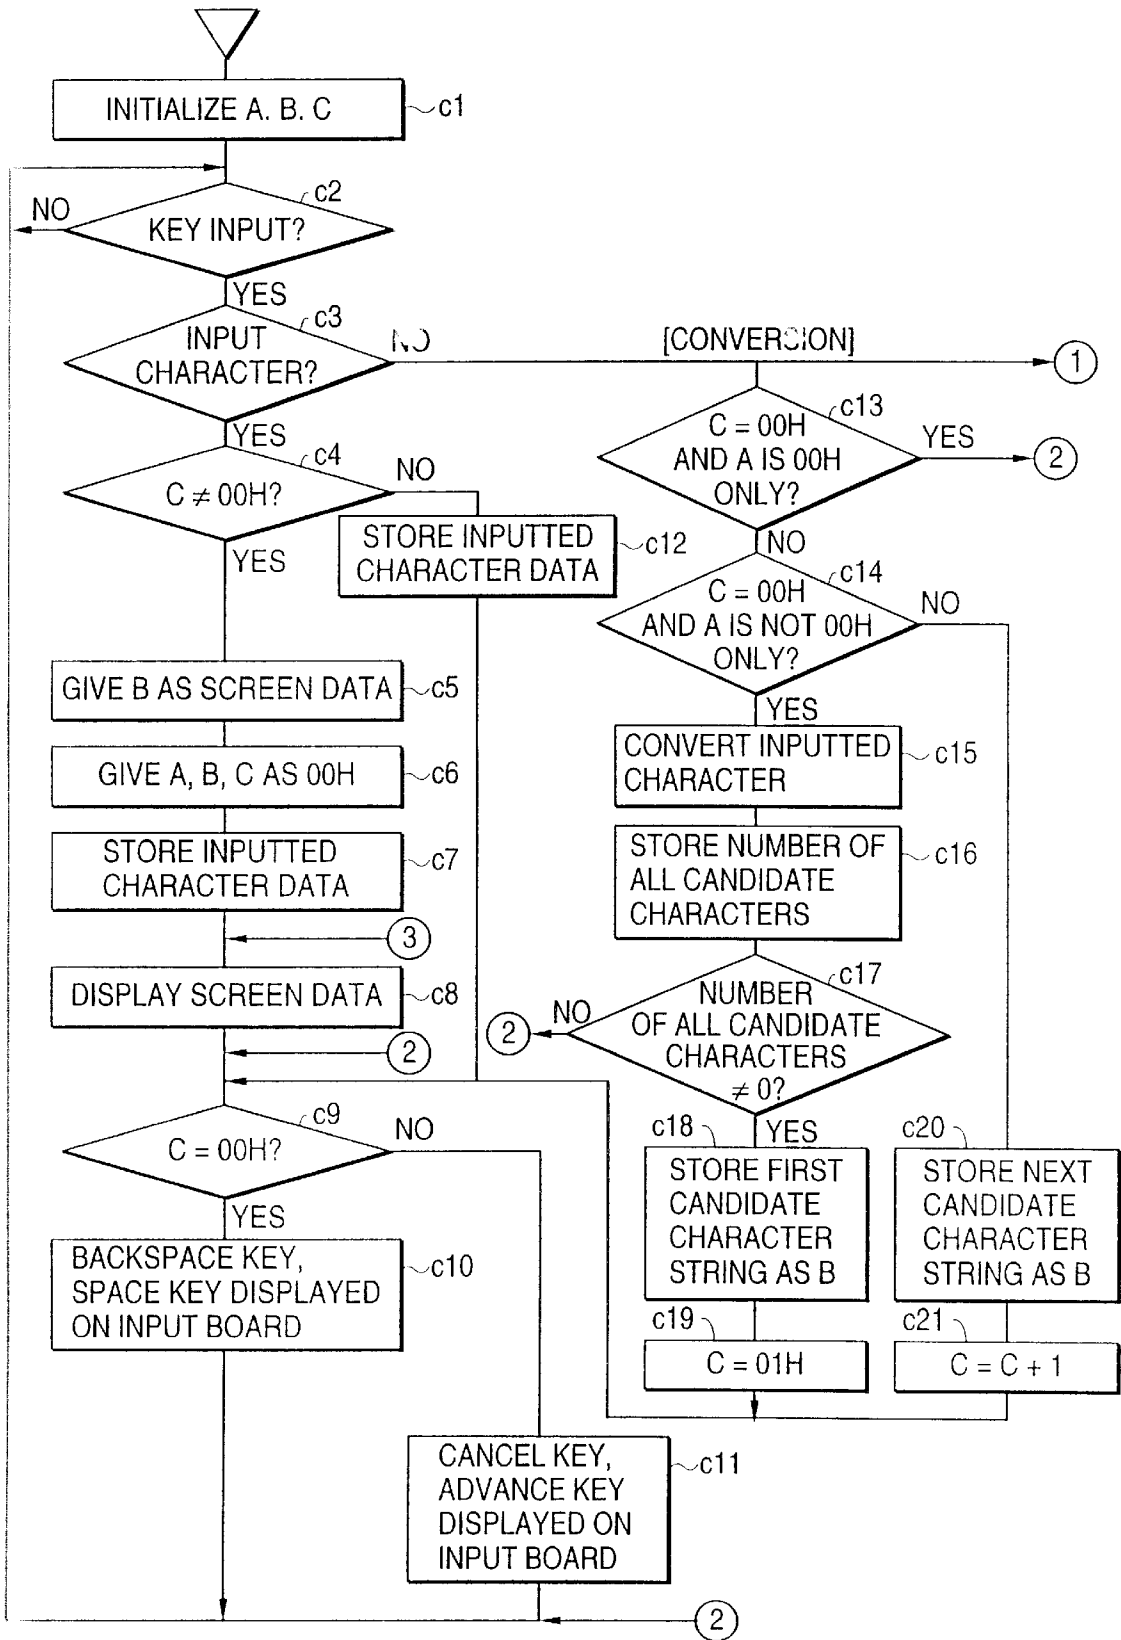 INITIALIZE A. B. C
c1
c2
NO
KEY INPUT?
YES
c3
INPUT
CHARACTER?
NO
[CONVERSION]
1
YES
c4
C ≠ 00H?
NO
YES
STORE INPUTTED
CHARACTER DATA
c12
c13
C = 00H
AND A IS 00H
ONLY?
YES
2
NO
c14
C = 00H
AND A IS NOT 00H
ONLY?
NO
YES
GIVE B AS SCREEN DATA
c5
GIVE A, B, C AS 00H
c6
STORE INPUTTED
CHARACTER DATA
c7
3
DISPLAY SCREEN DATA
c8
2
CONVERT INPUTTED
CHARACTER
c15
STORE NUMBER OF
ALL CANDIDATE
CHARACTERS
c16
c17
NUMBER
OF ALL CANDIDATE
CHARACTERS
≠ 0?
NO
2
YES
c9
C = 00H?
NO
YES
BACKSPACE KEY,
SPACE KEY DISPLAYED
ON INPUT BOARD
c10
c18
STORE FIRST
CANDIDATE
CHARACTER
STRING AS B
c19
C = 01H
c20
STORE NEXT
CANDIDATE
CHARACTER
STRING AS B
c21
C = C + 1
CANCEL KEY,
ADVANCE KEY
DISPLAYED ON
INPUT BOARD
c11
2